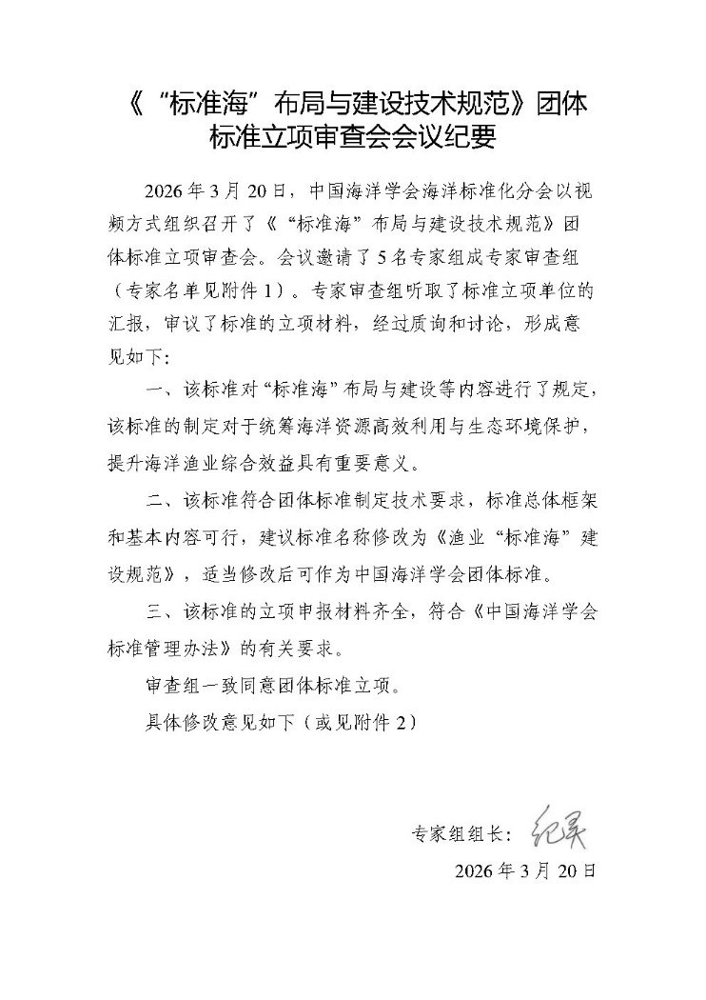 《“标准海”布局与建设技术规范》团体
标准立项审查会会议纪要
2026 年 3 月 20 日，中国海洋学会海洋标准化分会以视
频方式组织召开了《“标准海”布局与建设技术规范》团
体标准立项审查会。会议邀请了 5 名专家组成专家审查组
（专家名单见附件 1）。专家审查组听取了标准立项单位的
汇报，审议了标准的立项材料，经过质询和讨论，形成意
见如下：
一、该标准对“标准海”布局与建设等内容进行了规定，
该标准的制定对于统筹海洋资源高效利用与生态环境保护，
提升海洋渔业综合效益具有重要意义。
二、该标准符合团体标准制定技术要求，标准总体框架
和基本内容可行，建议标准名称修改为《渔业“标准海”建
设规范》，适当修改后可作为中国海洋学会团体标准。
三、该标准的立项申报材料齐全，符合《中国海洋学会
标准管理办法》的有关要求。
审查组一致同意团体标准立项。
具体修改意见如下（或见附件 2）
专家组组长：
2026 年 3 月 20 日